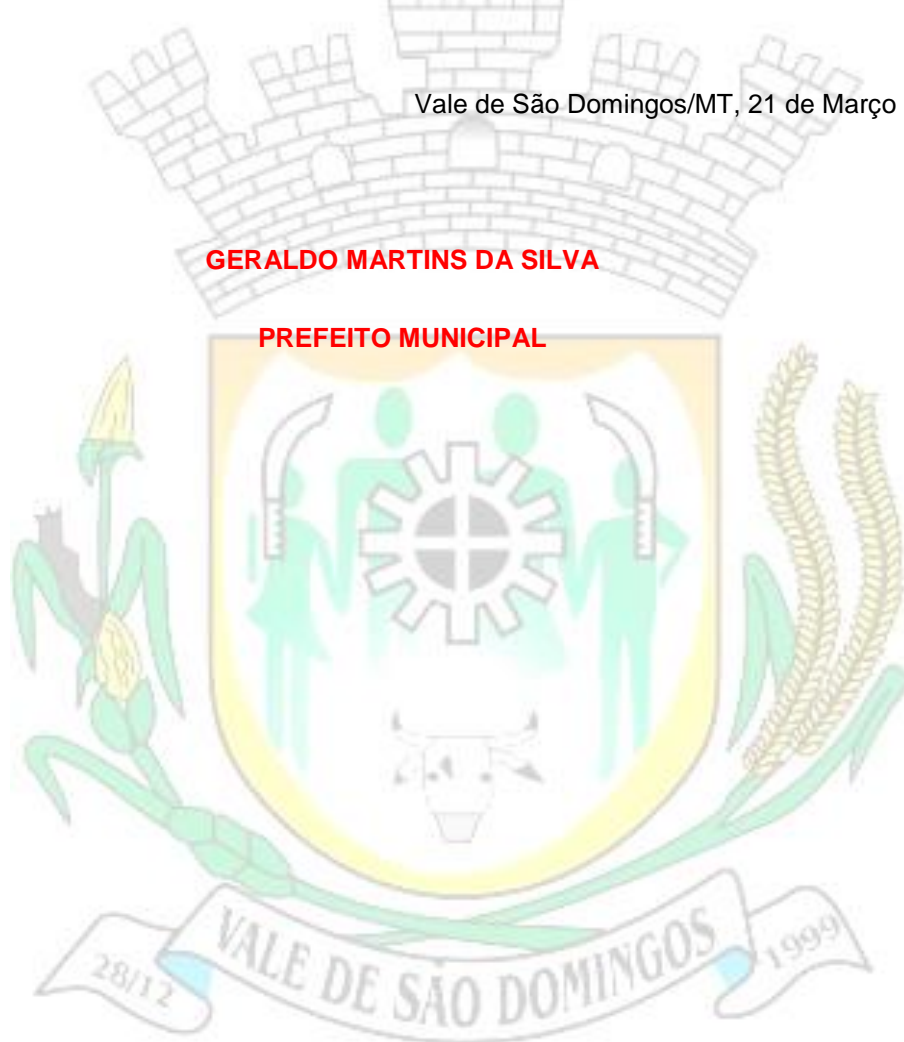 Vale de São Domingos/MT, 21 de Março
GERALDO MARTINS DA SILVA
PREFEITO MUNICIPAL
28/12
VALE DE SÃO DOMINGOS
1999